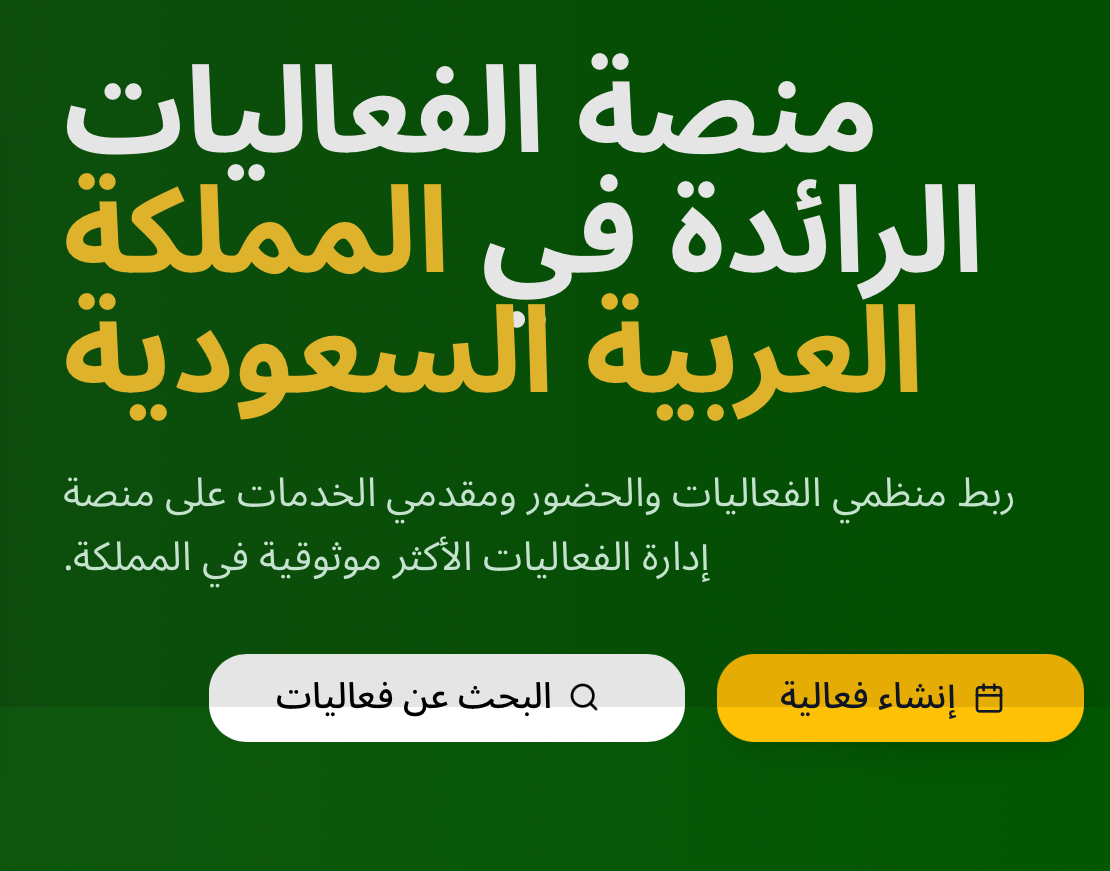 منصة الفعاليات
الرائدة في المملكة
العربية السعودية
ربط منظمي الفعاليات والحضور ومقدمي الخدمات على منصة
إدارة الفعاليات الأكثر موثوقية في المملكة.
إنشاء فعالية
البحث عن فعاليات